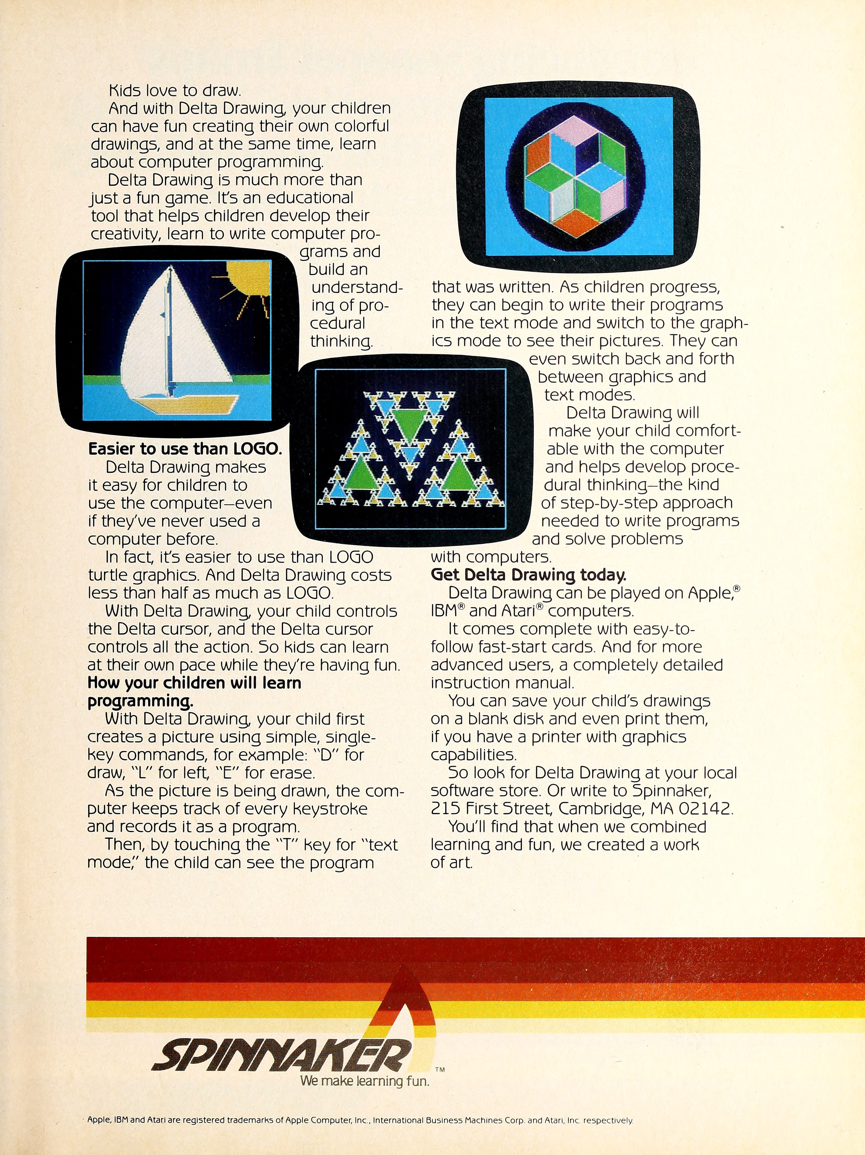 Kids love to draw.
And with Delta Drawing, your children
can have fun creating their own colorful
drawings, and at the same time, learn
about computer programming.
Delta Drawing is much more than
just a fun game. It's an educational
tool that helps children develop their
creativity, learn to write computer pro-
grams and
build an
understand-
ing of pro-
cedural
thinking.
Easier to use than LOGO.
Delta Drawing makes
it easy for children to
use the computer—even
if they've never used a
computer before.
In fact, it's easier to use than LOGO
turtle graphics. And Delta Drawing costs
less than half as much as LOGO.
With Delta Drawing, your child controls
the Delta cursor, and the Delta cursor
controls all the action. So kids can learn
at their own pace while they're having fun.
How your children will learn
programming.
With Delta Drawing, your child first
creates a picture using simple, single-
key commands, for example: "D" for
draw, "L" for left, "E" for erase.
As the picture is being drawn, the com-
puter keeps track of every keystroke
and records it as a program.
Then, by touching the "T" key for "text
mode," the child can see the program
that was written. As children progress,
they can begin to write their programs
in the text mode and switch to the graph-
ics mode to see their pictures. They can
even switch back and forth
between graphics and
text modes.
Delta Drawing will
make your child comfort-
able with the computer
and helps develop proce-
dural thinking—the kind
of step-by-step approach
needed to write programs
and solve problems
with computers.
Get Delta Drawing today.
Delta Drawing can be played on Apple,®
IBM® and Atari® computers.
It comes complete with easy-to-
follow fast-start cards. And for more
advanced users, a completely detailed
instruction manual.
You can save your child's drawings
on a blank disk and even print them,
if you have a printer with graphics
capabilities.
So look for Delta Drawing at your local
software store. Or write to Spinnaker,
215 First Street, Cambridge, MA 02142.
You'll find that when we combined
learning and fun, we created a work
of art.
SPINNAKER TM
We make learning fun.
Apple, IBM and Atari are registered trademarks of Apple Computer, Inc., International Business Machines Corp. and Atari, Inc. respectively.